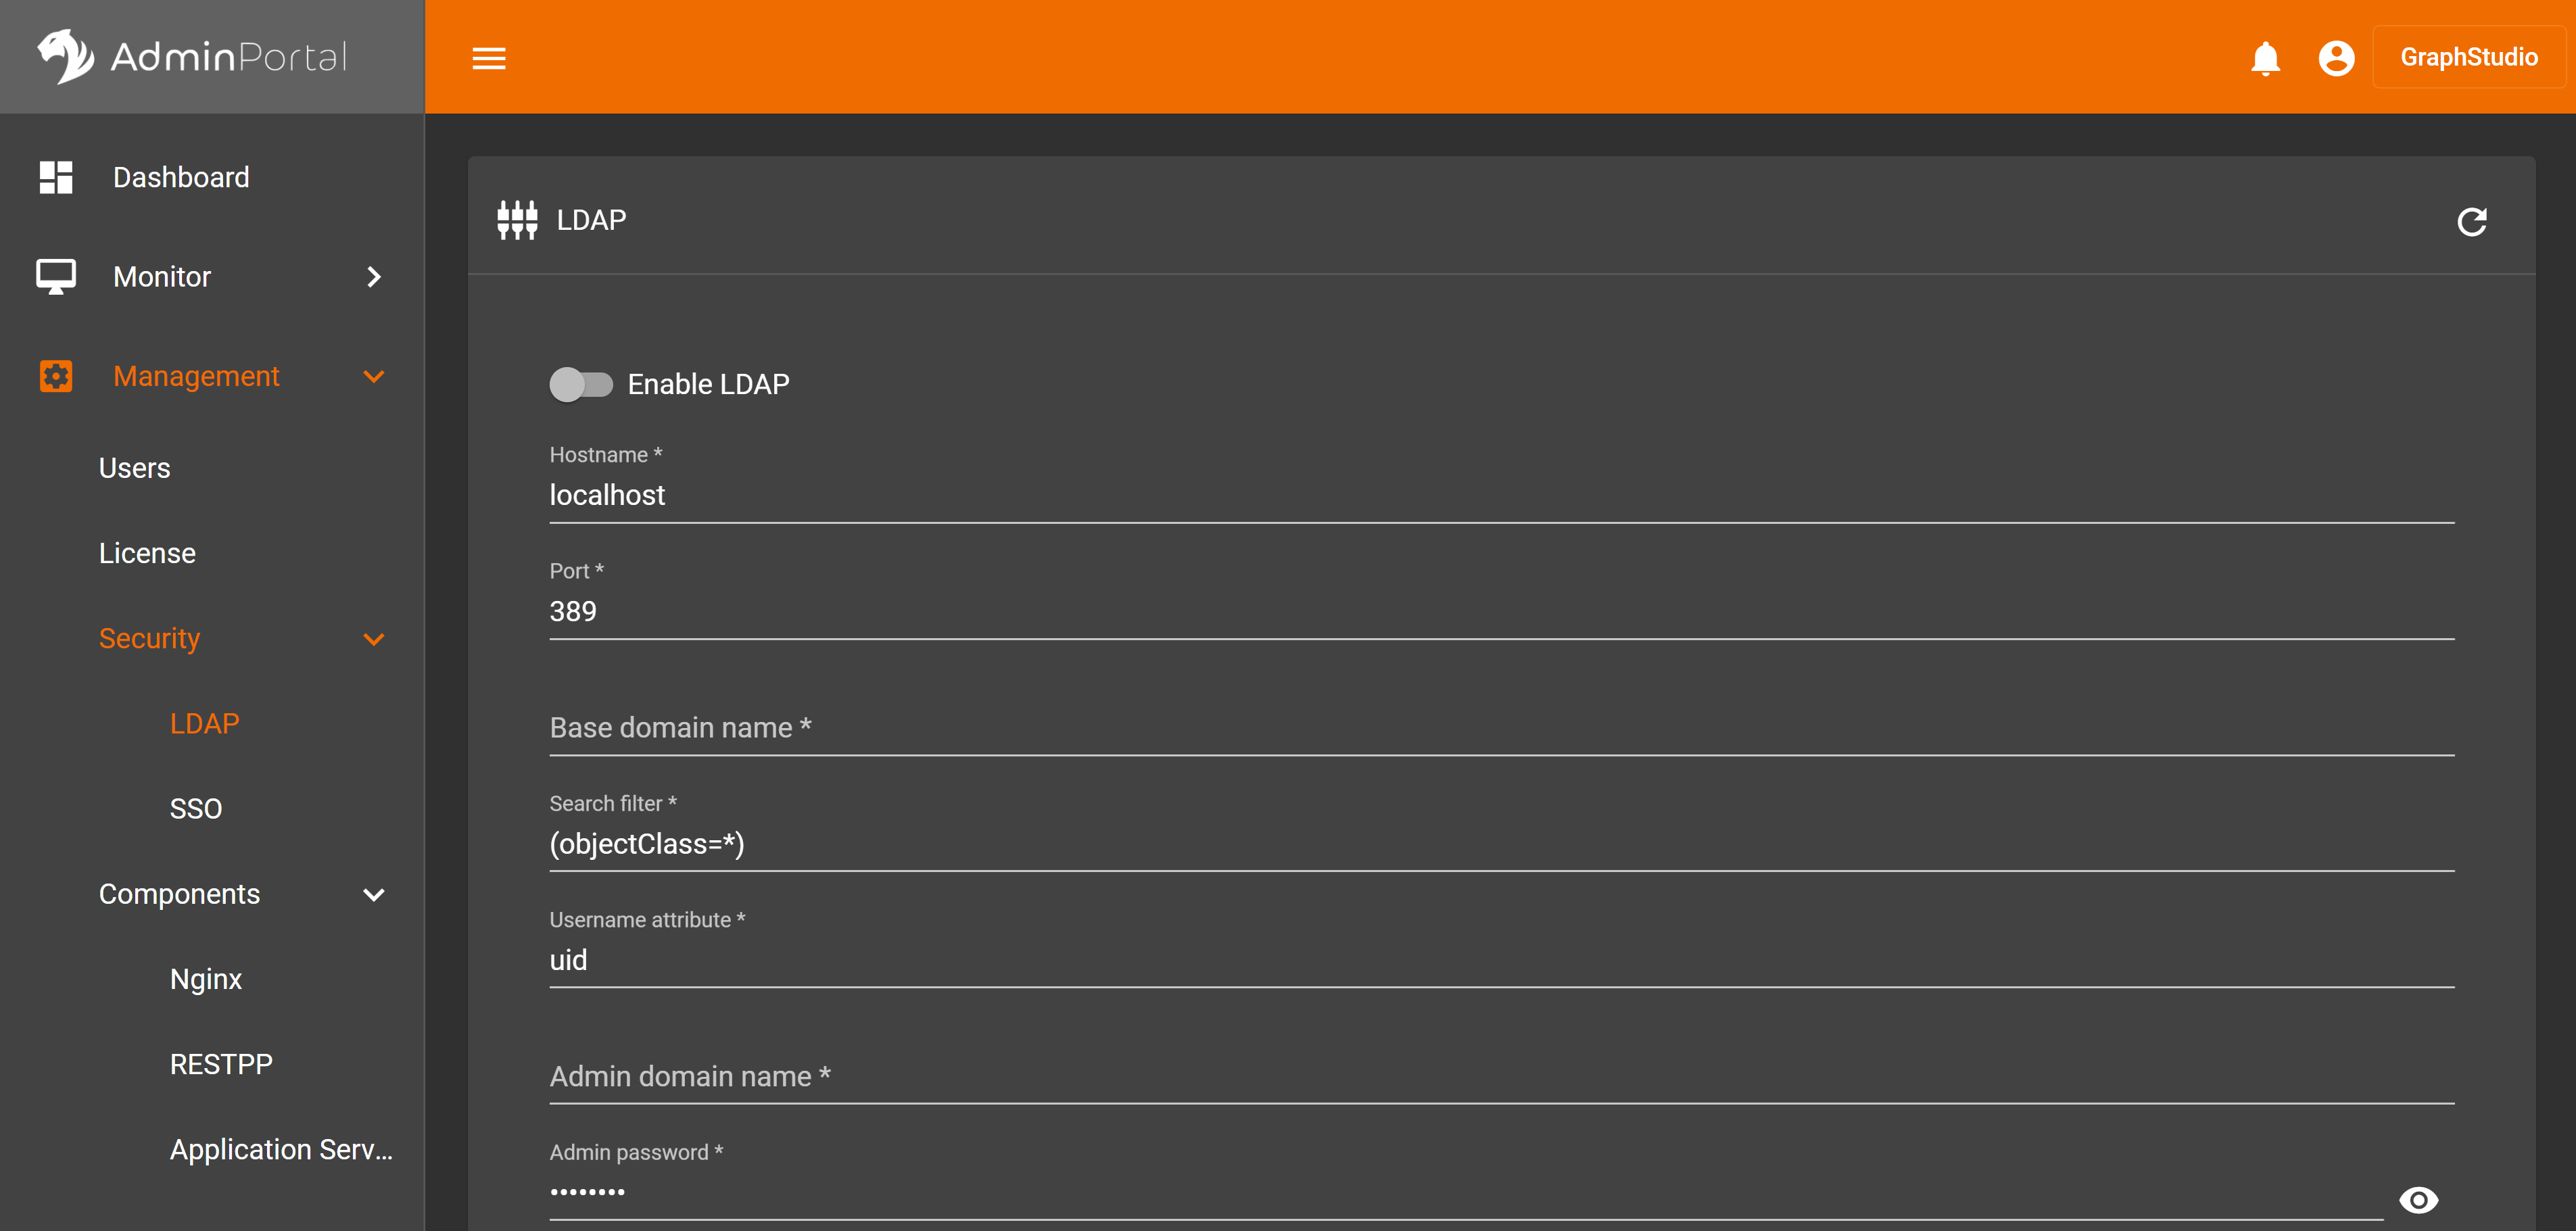 AdminPortal
GraphStudio
Dashboard
Monitor
Management
Users
License
Security
LDAP
SSO
Components
Nginx
RESTPP
Application Serv...
LDAP
Enable LDAP
Hostname *
localhost
Port *
389
Base domain name *
Search filter *
(objectClass=*)
Username attribute *
uid
Admin domain name *
Admin password *
••••••••